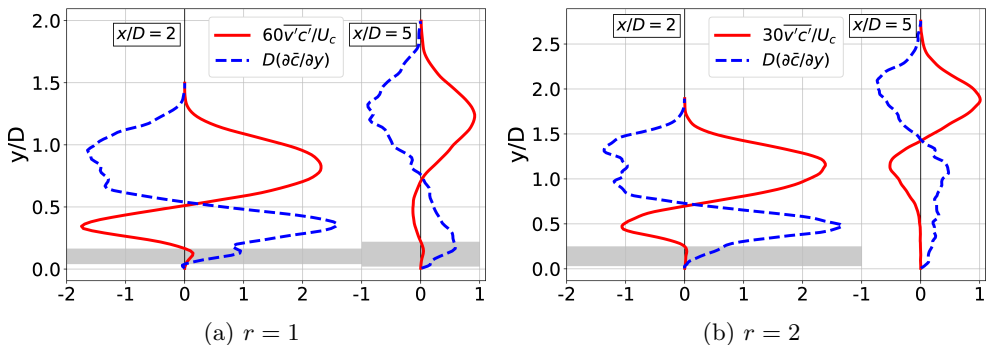 x/D = 2
60v'c'/U_c
D(∂c̄/∂y)
x/D = 5
y/D
2.0
1.5
1.0
0.5
0.0
-2 -1 0 1 2 -1 0 1
(a) r = 1
x/D = 2
30v'c'/U_c
D(∂c̄/∂y)
x/D = 5
y/D
2.5
2.0
1.5
1.0
0.5
0.0
-2 -1 0 1 2 -1 0 1
(b) r = 2